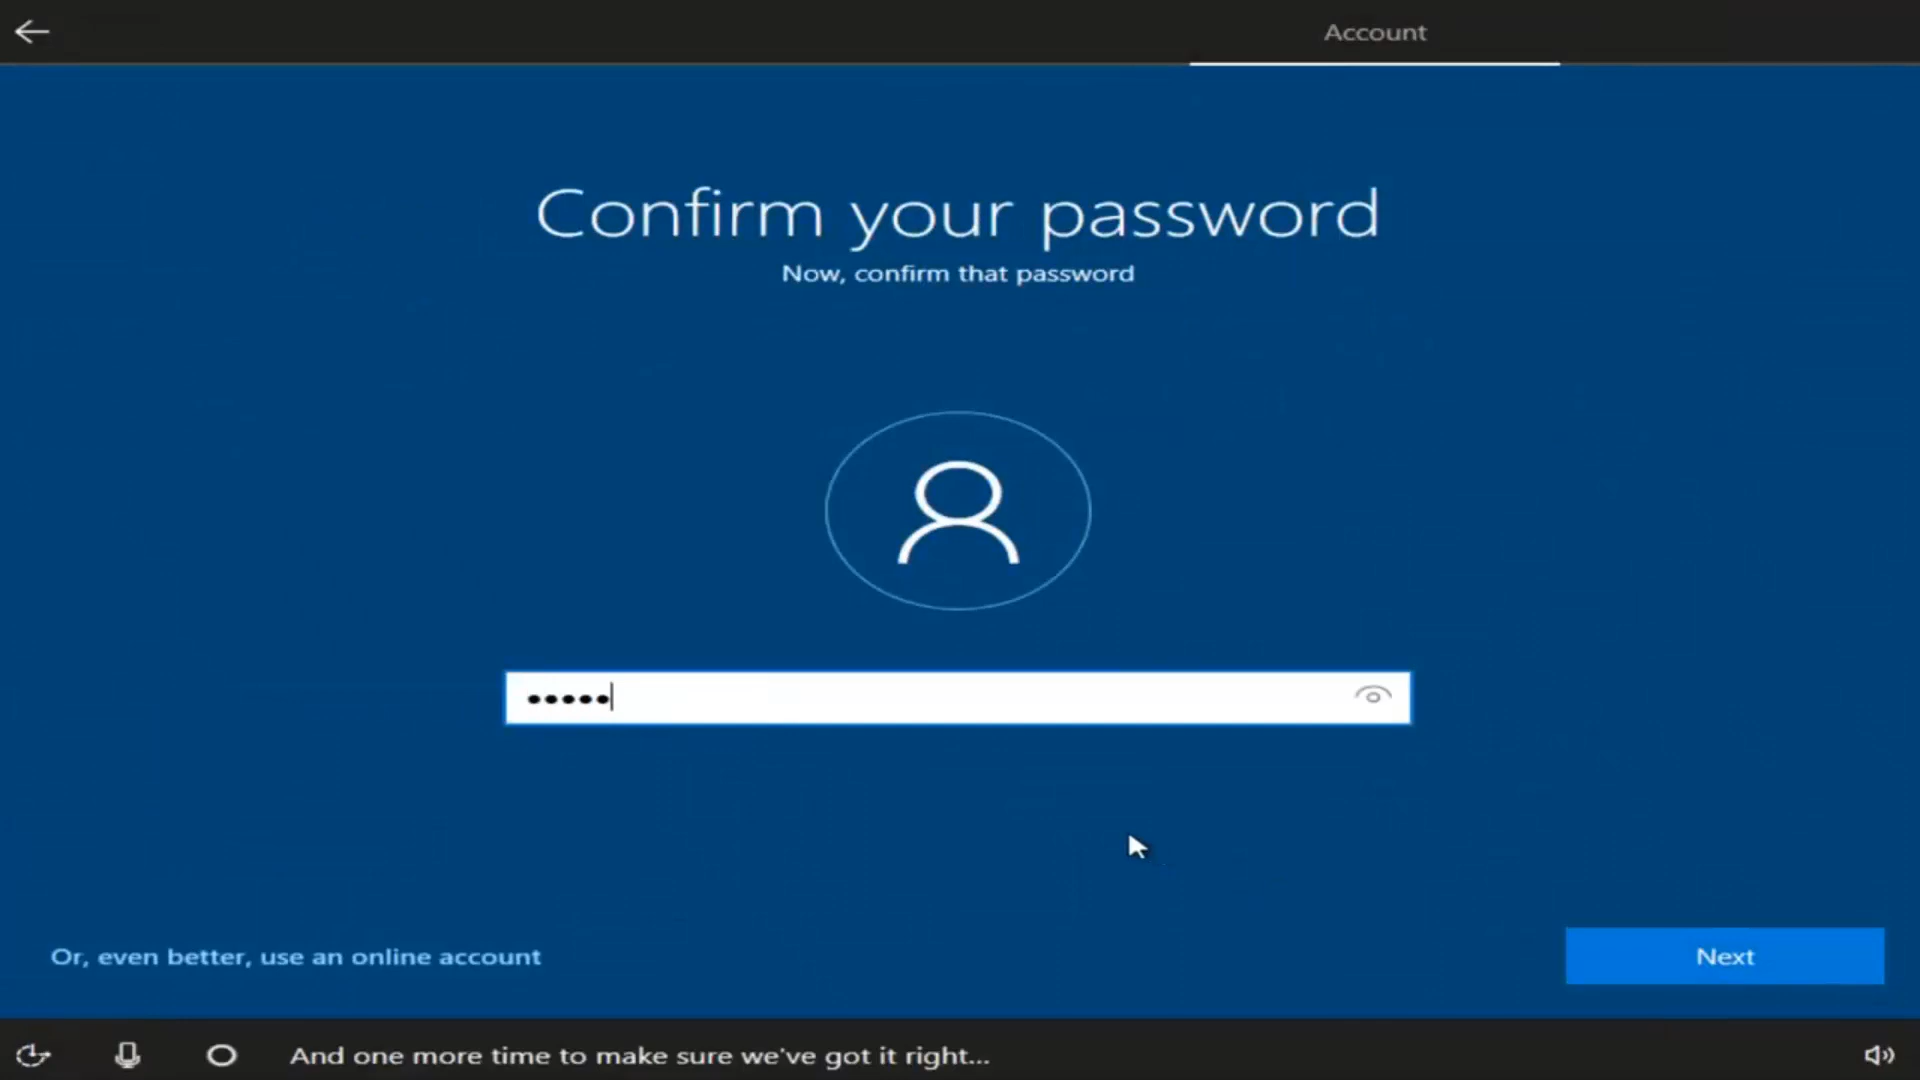 Account
Confirm your password
Now, confirm that password
•••••
Or, even better, use an online account
Next
And one more time to make sure we've got it right...